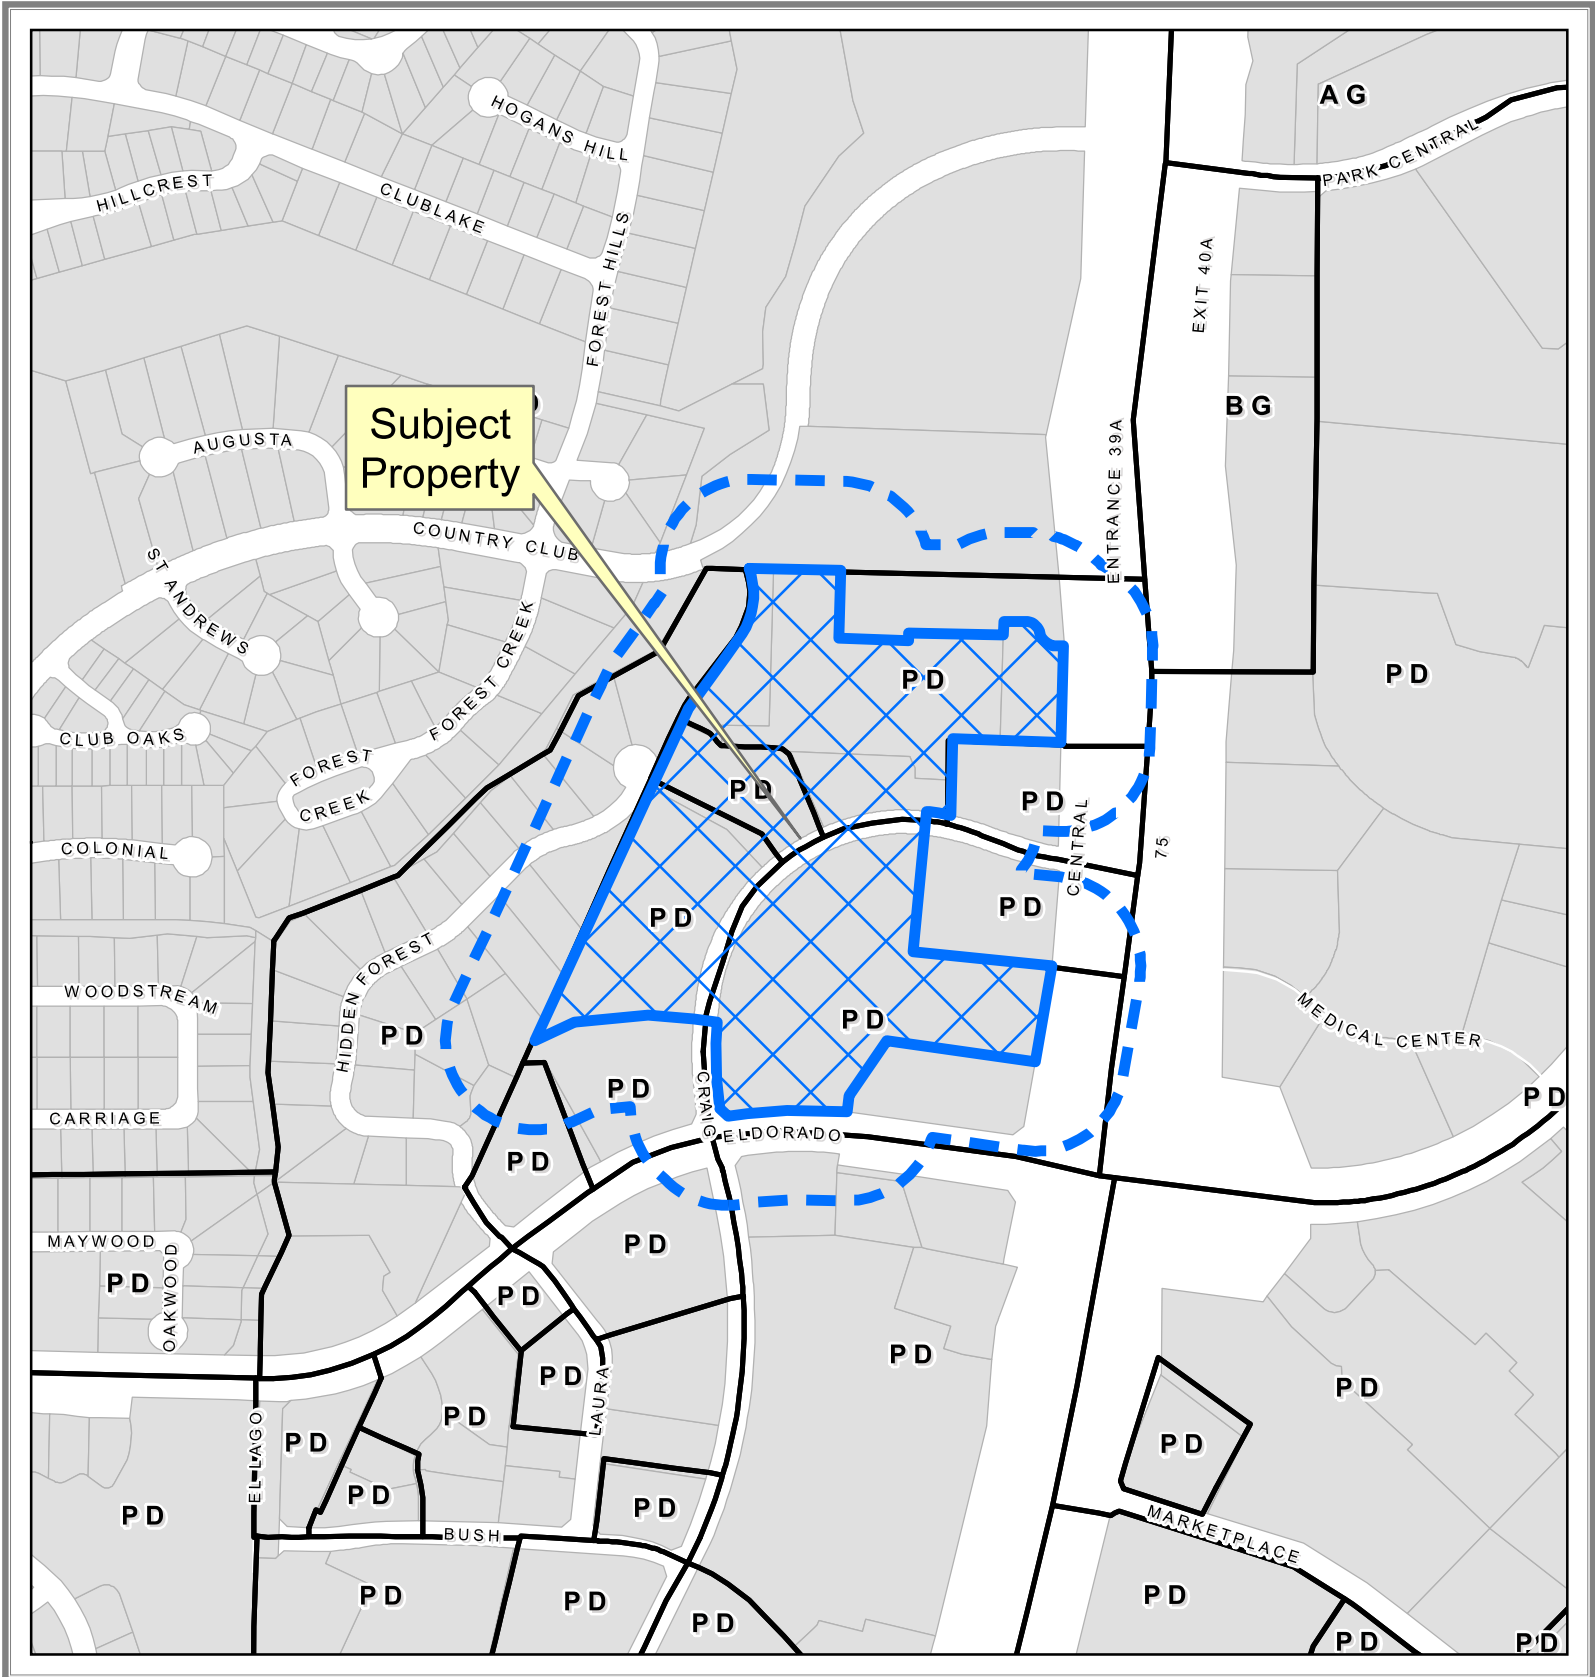 AG
HOGANS HILL
PARK CENTRAL
HILLCREST
CLUBLAKE
FOREST HILLS
EXIT 40A
BG
Subject
Property
AUGUSTA
ENTRANCE 39A
COUNTRY CLUB
ST ANDREWS
FOREST CREEK
PD
PD
CLUB OAKS
FOREST
CREEK
PD
PD
CENTRAL
75
COLONIAL
PD
PD
HIDDEN FOREST
WOODSTREAM
PD
PD
MEDICAL CENTER
PD
PD
CRAIG
CARRIAGE
ELDORADO
PD
MAYWOOD
PD
PD
OAKWOOD
PD
PD
PD
PD
LAURA
PD
PD
EL LAGO
PD
PD
PD
PD
PD
BUSH
MARKETPLACE
PD
PD
PD
PD
PD
PD